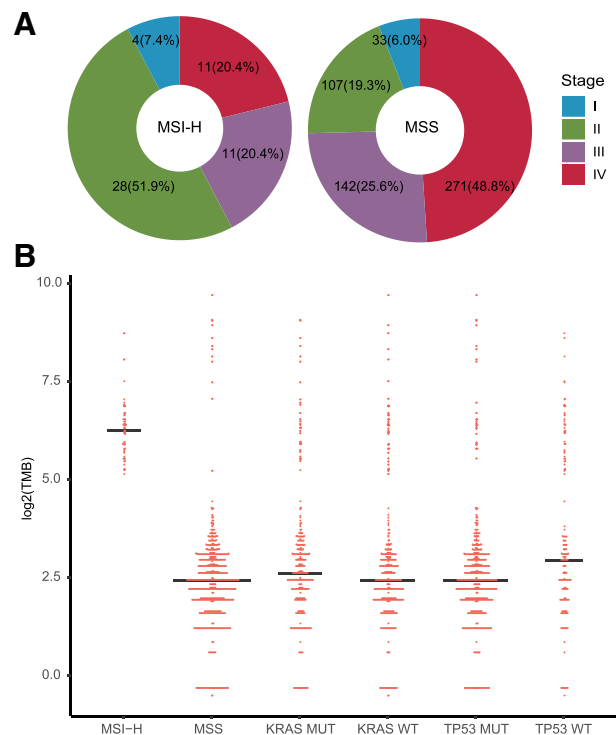 A
4(7.4%)
11(20.4%)
MSI-H
11(20.4%)
28(51.9%)
33(6.0%)
107(19.3%)
MSS
142(25.6%)
271(48.8%)
Stage
I
II
III
IV
B
log2(TMB)
10.0
7.5
5.0
2.5
0.0
MSI−H MSS KRAS MUT KRAS WT TP53 MUT TP53 WT